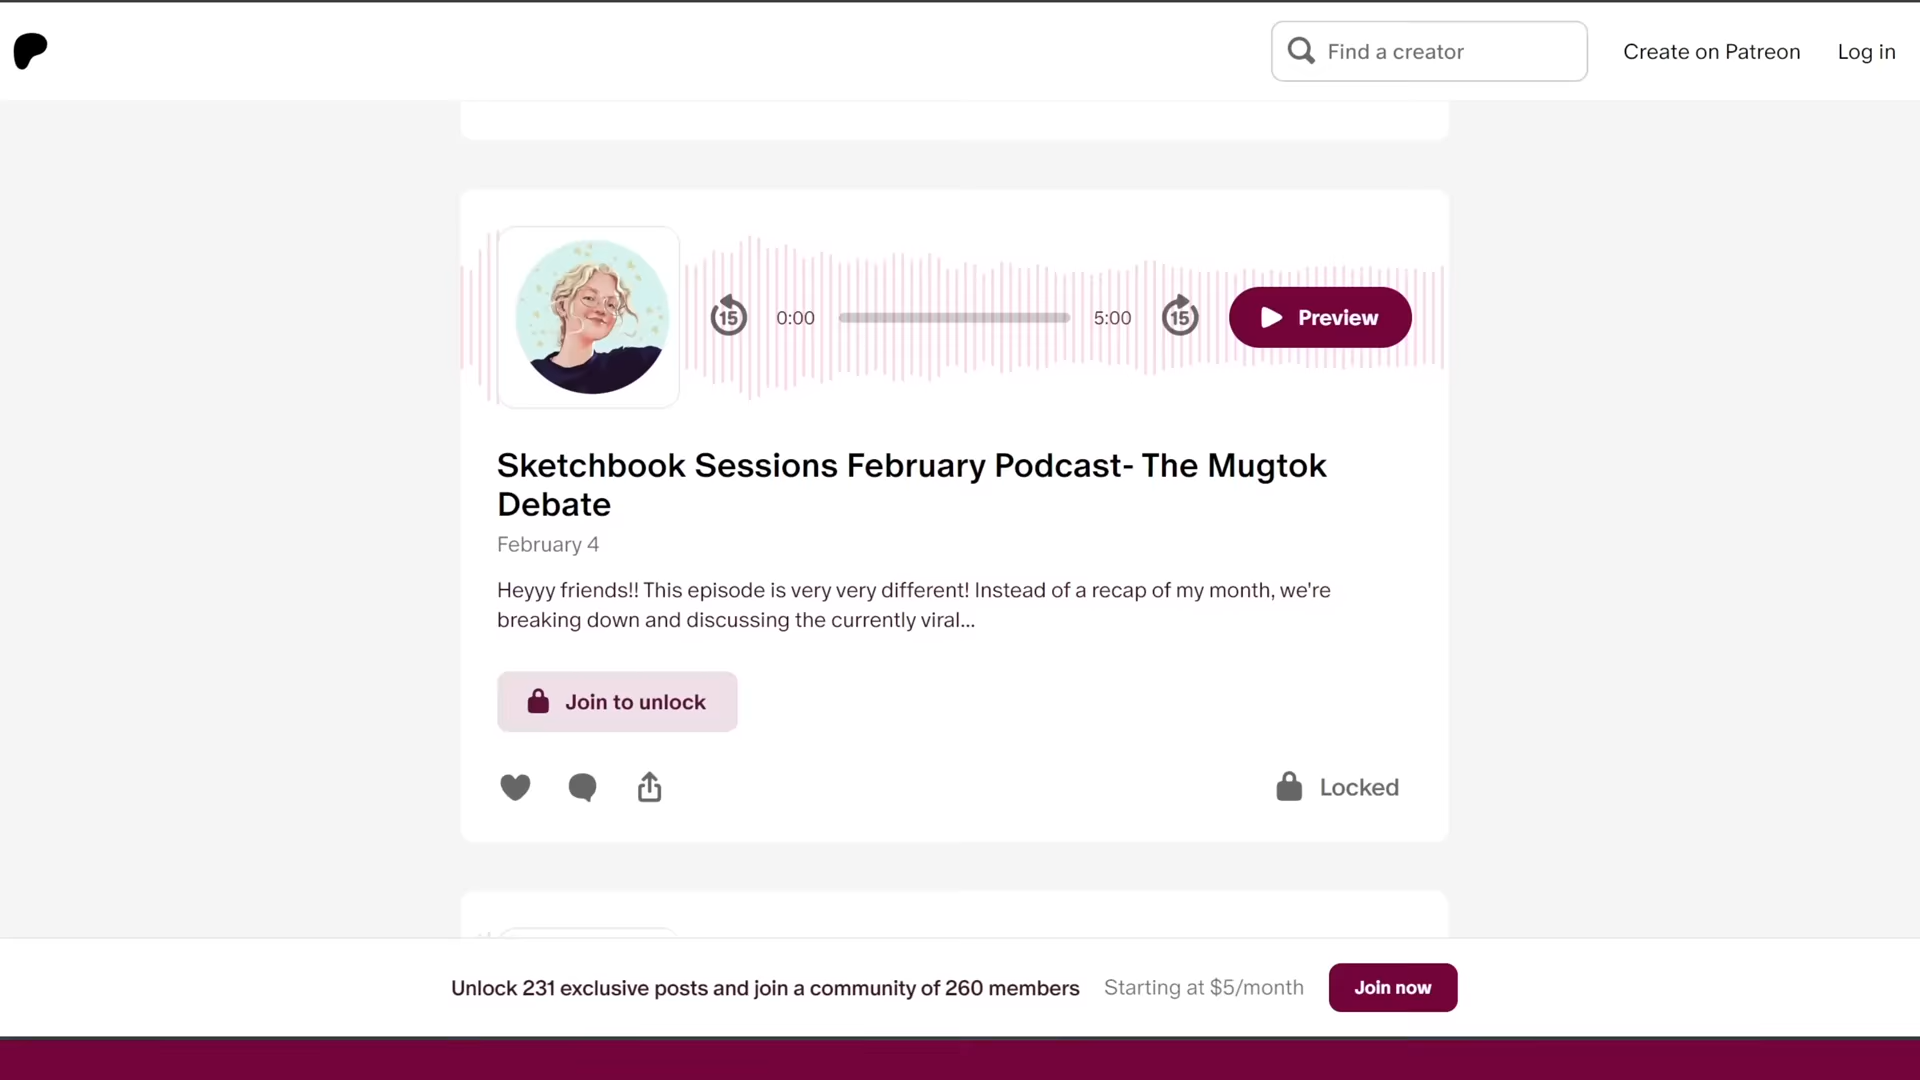 Find a creator
Create on Patreon
Log in
15
0:00
5:00
15
Preview
Sketchbook Sessions February Podcast- The Mugtok
Debate
February 4
Heyyy friends!! This episode is very very different! Instead of a recap of my month, we're
breaking down and discussing the currently viral...
Join to unlock
Locked
Unlock 231 exclusive posts and join a community of 260 members
Starting at $5/month
Join now